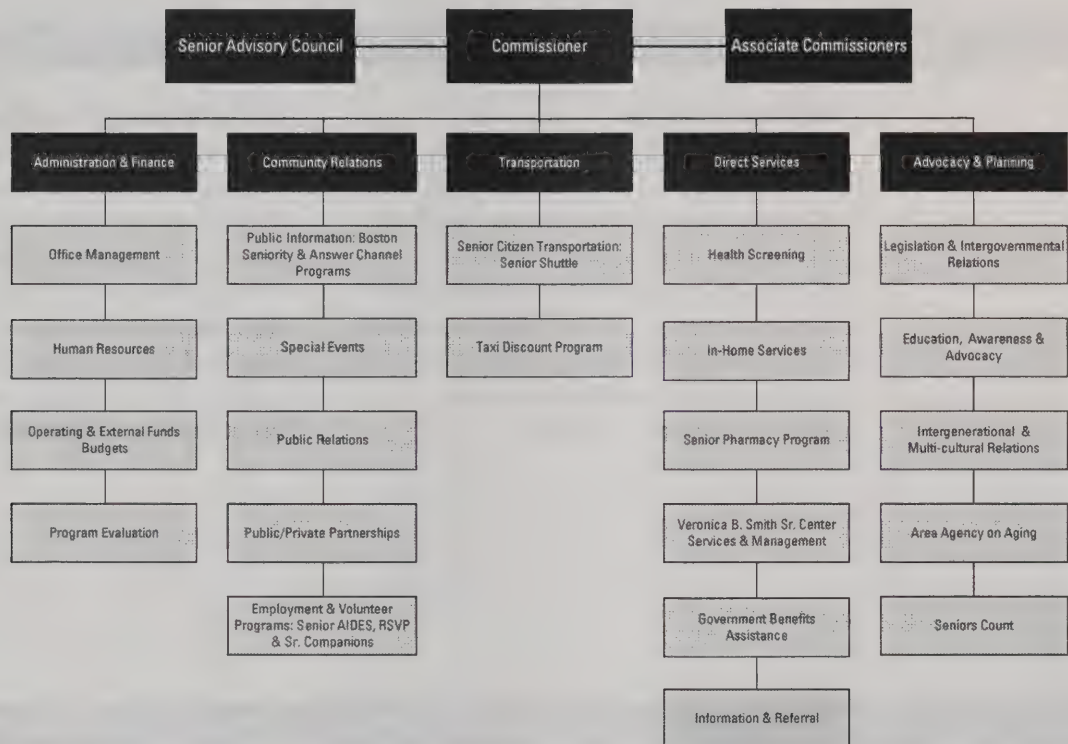 Senior Advisory Council
Commissioner
Associate Commissioners
Administration & Finance
Office Management
Human Resources
Operating & External Funds
Budgets
Program Evaluation
Community Relations
Public Information: Boston
Seniority & Answer Channel
Programs
Special Events
Public Relations
Public/Private Partnerships
Employment & Volunteer
Programs: Senior AIDES, RSVP
& Sr. Companions
Transportation
Senior Citizen Transportation:
Senior Shuttle
Taxi Discount Program
Direct Services
Health Screening
In-Home Services
Senior Pharmacy Program
Veronica B. Smith Sr. Center
Services & Management
Government Benefits
Assistance
Information & Referral
Advocacy & Planning
Legislation & Intergovernmental
Relations
Education, Awareness &
Advocacy
Intergenerational &
Multi-cultural Relations
Area Agency on Aging
Seniors Count